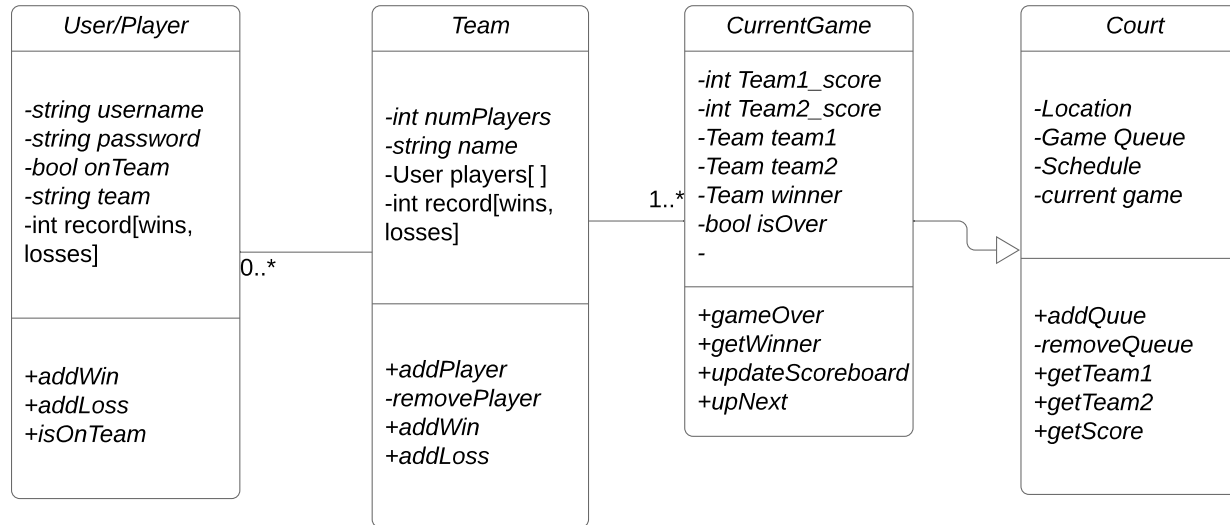 User/Player
-string username
-string password
-bool onTeam
-string team
-int record[wins,
losses]
+addWin
+addLoss
+isOnTeam
0..*
Team
-int numPlayers
-string name
-User players[ ]
-int record[wins,
losses]
+addPlayer
-removePlayer
+addWin
+addLoss
1..*
CurrentGame
-int Team1_score
-int Team2_score
-Team team1
-Team team2
-Team winner
-bool isOver
-
+gameOver
+getWinner
+updateScoreboard
+upNext
Court
-Location
-Game Queue
-Schedule
-current game
+addQuue
-removeQueue
+getTeam1
+getTeam2
+getScore